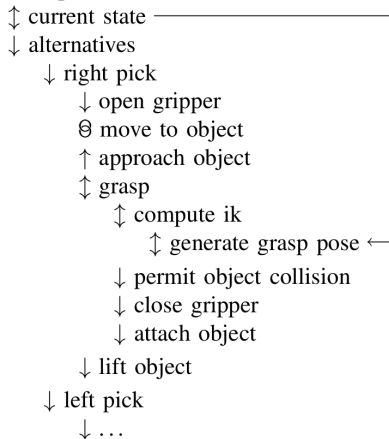 ↕ current state
↓ alternatives
↓ right pick
↓ open gripper
move to object
↑ approach object
↕ grasp
↕ compute ik
↕ generate grasp pose ←
↓ permit object collision
↓ close gripper
↓ attach object
↓ lift object
↓ left pick
↓ ...